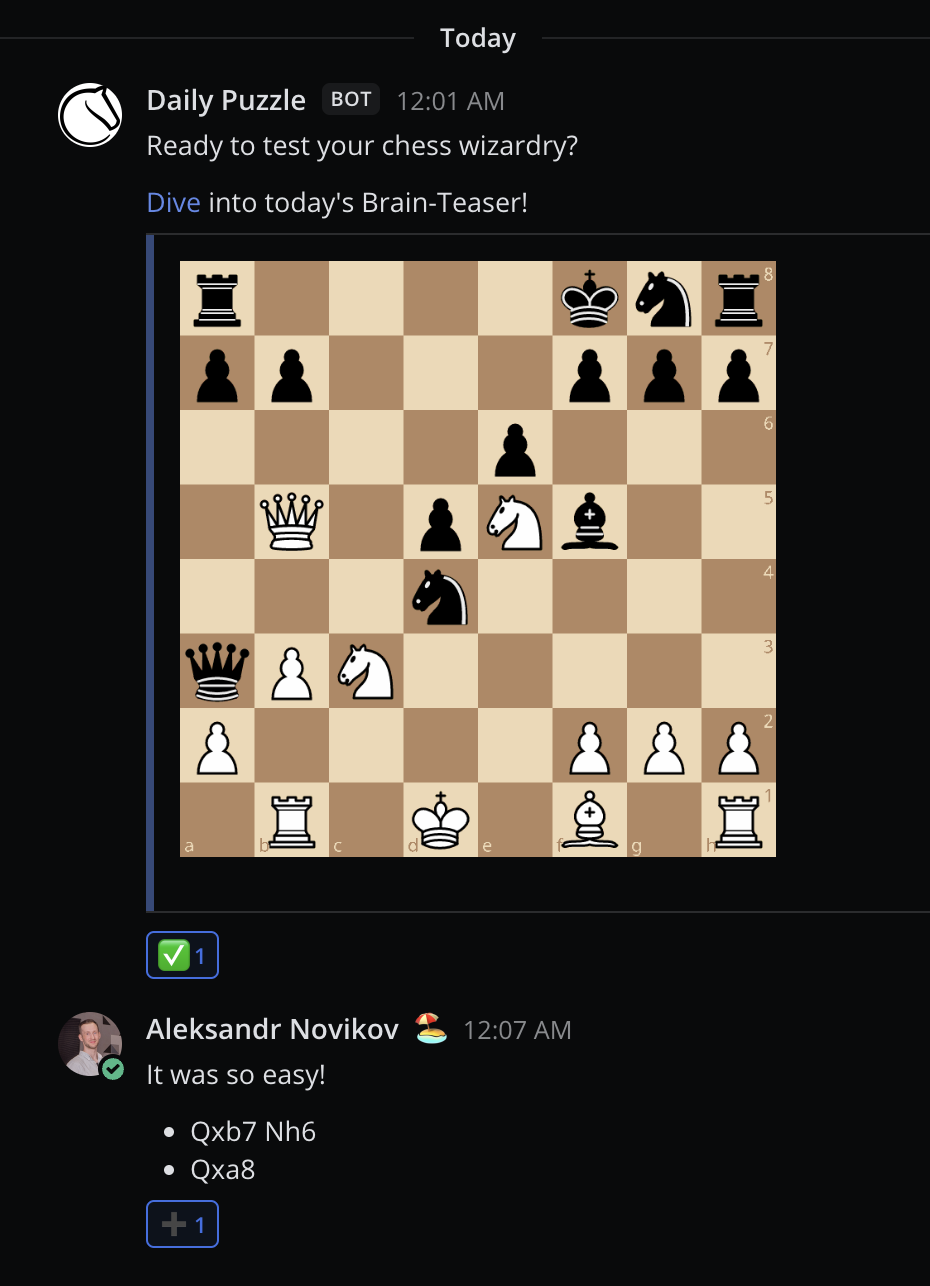 Today
Daily Puzzle BOT 12:01 AM
Ready to test your chess wizardry?
Dive into today's Brain-Teaser!
8
7
6
5
4
3
2
1
a b c d e f g h
1
Aleksandr Novikov 12:07 AM
It was so easy!
Qxb7 Nh6
Qxa8
1